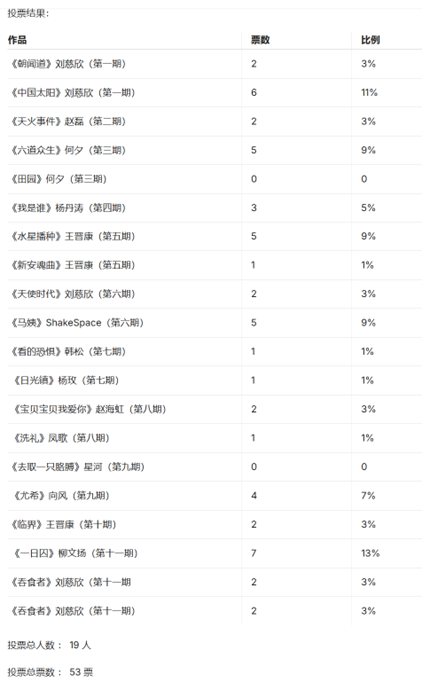 投票结果：
作品 票数 比例
《朝闻道》刘慈欣（第一期） 2 3%
《中国太阳》刘慈欣（第一期） 6 11%
《天火事件》赵磊（第二期） 2 3%
《六道众生》何夕（第三期） 5 9%
《田园》何夕（第三期） 0 0
《我是谁》杨丹涛（第四期） 3 5%
《水星播种》王晋康（第五期） 5 9%
《新安魂曲》王晋康（第五期） 1 1%
《天使时代》刘慈欣（第六期） 2 3%
《马姨》ShakeSpace（第六期） 5 9%
《看的恐惧》韩松（第七期） 1 1%
《日光镇》杨玫（第七期） 1 1%
《宝贝宝贝我爱你》赵海虹（第八期） 2 3%
《洗礼》凤歌（第八期） 1 1%
《去取一只胳膊》星河（第九期） 0 0
《尤希》向风（第九期） 4 7%
《临界》王晋康（第十期） 2 3%
《一日囚》柳文扬（第十一期） 7 13%
《吞食者》刘慈欣（第十一期 2 3%
《吞食者》刘慈欣（第十一期） 2 3%
投票总人数： 19 人
投票总票数： 53 票